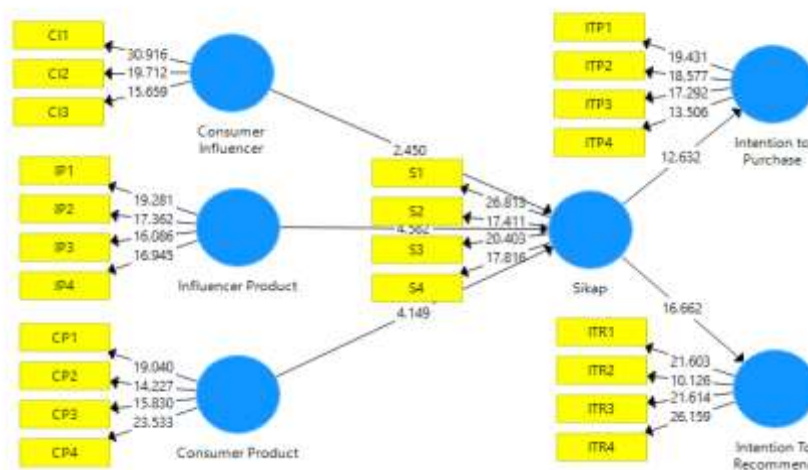 CI1
CI2
CI3
30.916
19.712
15.659
Consumer
Influencer
2.450
IP1
IP2
IP3
IP4
19.281
17.362
16.086
16.945
Influencer Product
4.582
CP1
CP2
CP3
CP4
19.040
14.227
15.830
23.533
Consumer Product
4.149
S1
S2
S3
S4
26.813
17.411
20.403
17.816
Sikap
ITP1
ITP2
ITP3
ITP4
19.431
18.577
17.292
13.506
Intention to
Purchase
12.632
16.662
ITR1
ITR2
ITR3
ITR4
21.603
10.126
21.614
26.159
Intention To
Recommen